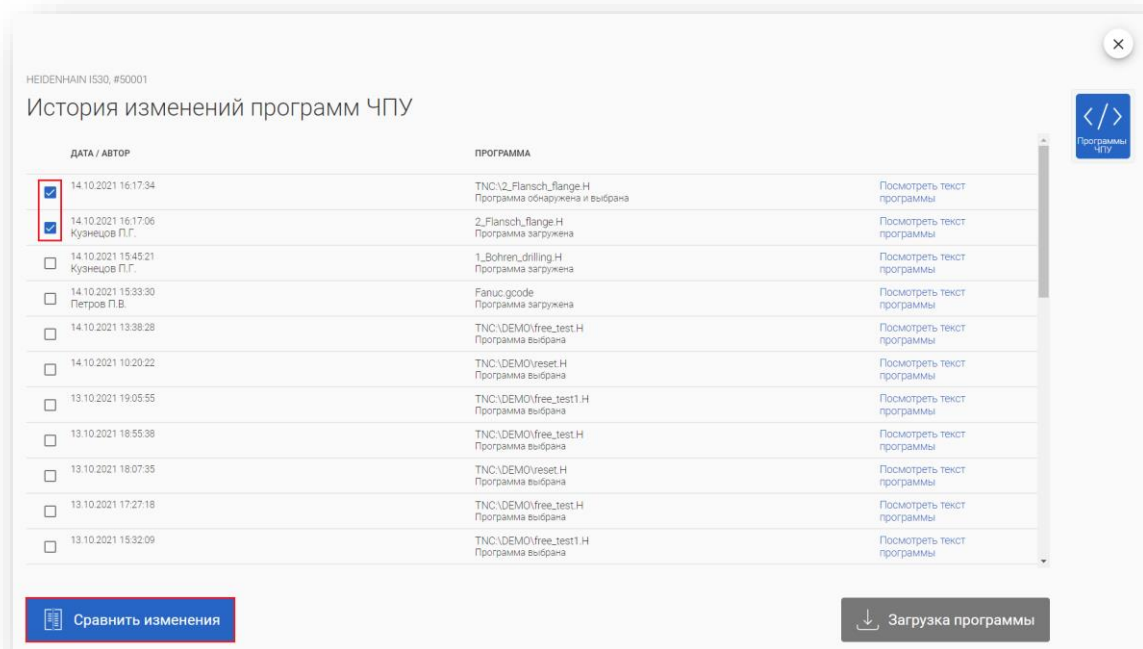 HEIDENHAIN I530, #50001
История изменений программ ЧПУ
Программы
ЧПУ
ДАТА / АВТОР ПРОГРАММА
14.10.2021 16:17:34 TNC:\2_Flansch_flange.H Посмотреть текст
Программа обнаружена и выбрана программы
14.10.2021 16:17:06 2_Flansch_flange.H Посмотреть текст
Кузнецов П.Г. Программа загружена программы
14.10.2021 15:45:21 1_Bohren_drilling.H Посмотреть текст
Кузнецов П.Г. Программа загружена программы
14.10.2021 15:33:30 Fanuc.gcode Посмотреть текст
Петров П.В. Программа загружена программы
14.10.2021 13:38:28 TNC:\DEMO\free_test.H Посмотреть текст
Программа выбрана программы
14.10.2021 10:20:22 TNC:\DEMO\reset.H Посмотреть текст
Программа выбрана программы
13.10.2021 19:05:55 TNC:\DEMO\free_test1.H Посмотреть текст
Программа выбрана программы
13.10.2021 18:55:38 TNC:\DEMO\free_test.H Посмотреть текст
Программа выбрана программы
13.10.2021 18:07:35 TNC:\DEMO\reset.H Посмотреть текст
Программа выбрана программы
13.10.2021 17:27:18 TNC:\DEMO\free_test.H Посмотреть текст
Программа выбрана программы
13.10.2021 15:32:09 TNC:\DEMO\free_test1.H Посмотреть текст
Программа выбрана программы
Сравнить изменения Загрузка программы